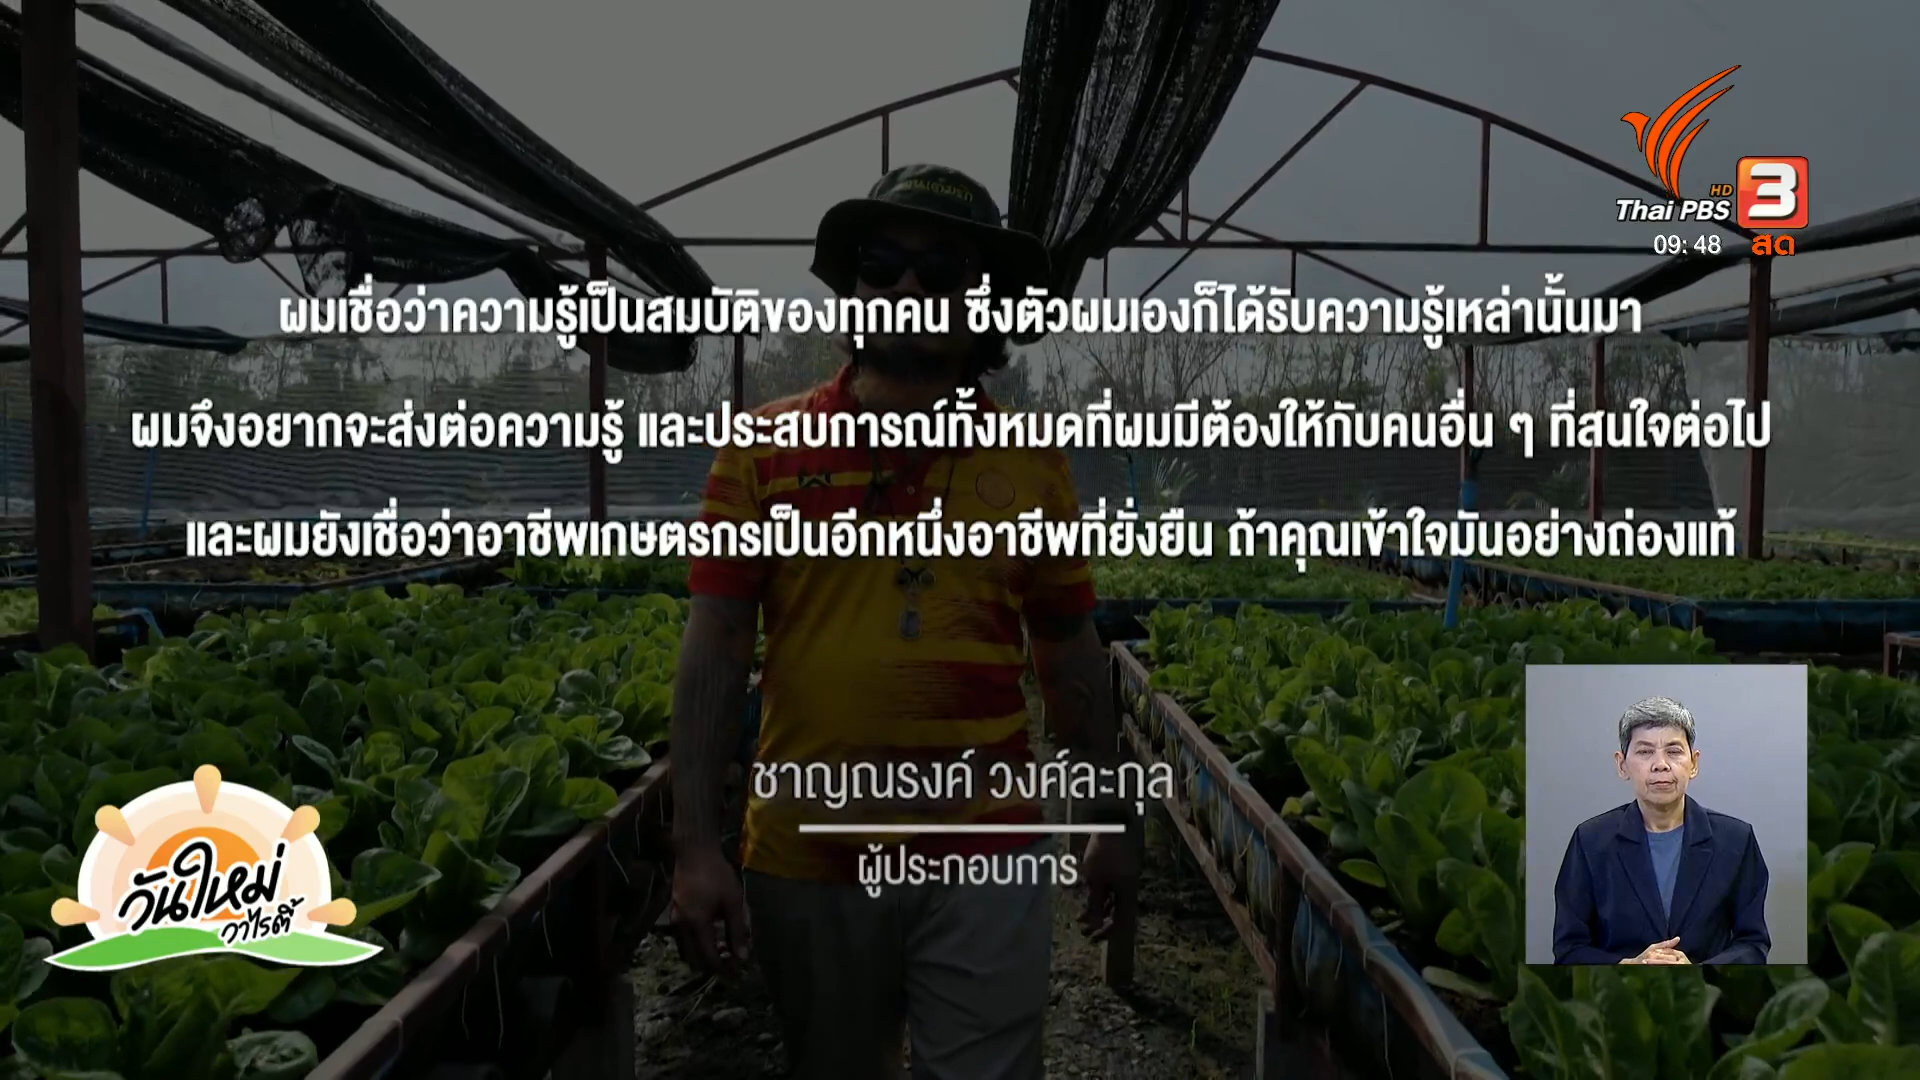 Thai PBS HD 3
09: 48 สด
ผมเชื่อว่าความรู้เป็นสมบัติของทุกคน ซึ่งตัวผมเองก็ได้รับความรู้เหล่านั้นมา
ผมจึงอยากจะส่งต่อความรู้ และประสบการณ์ทั้งหมดที่ผมมีต้องให้กับคนอื่น ๆ ที่สนใจต่อไป
และผมยังเชื่อว่าอาชีพเกษตรกรเป็นอีกหนึ่งอาชีพที่ยั่งยืน ถ้าคุณเข้าใจมันอย่างถ่องแท้
ชาญณรงค์ วงศ์ละกุล
ผู้ประกอบการ
วันใหม่
วาไรตี้